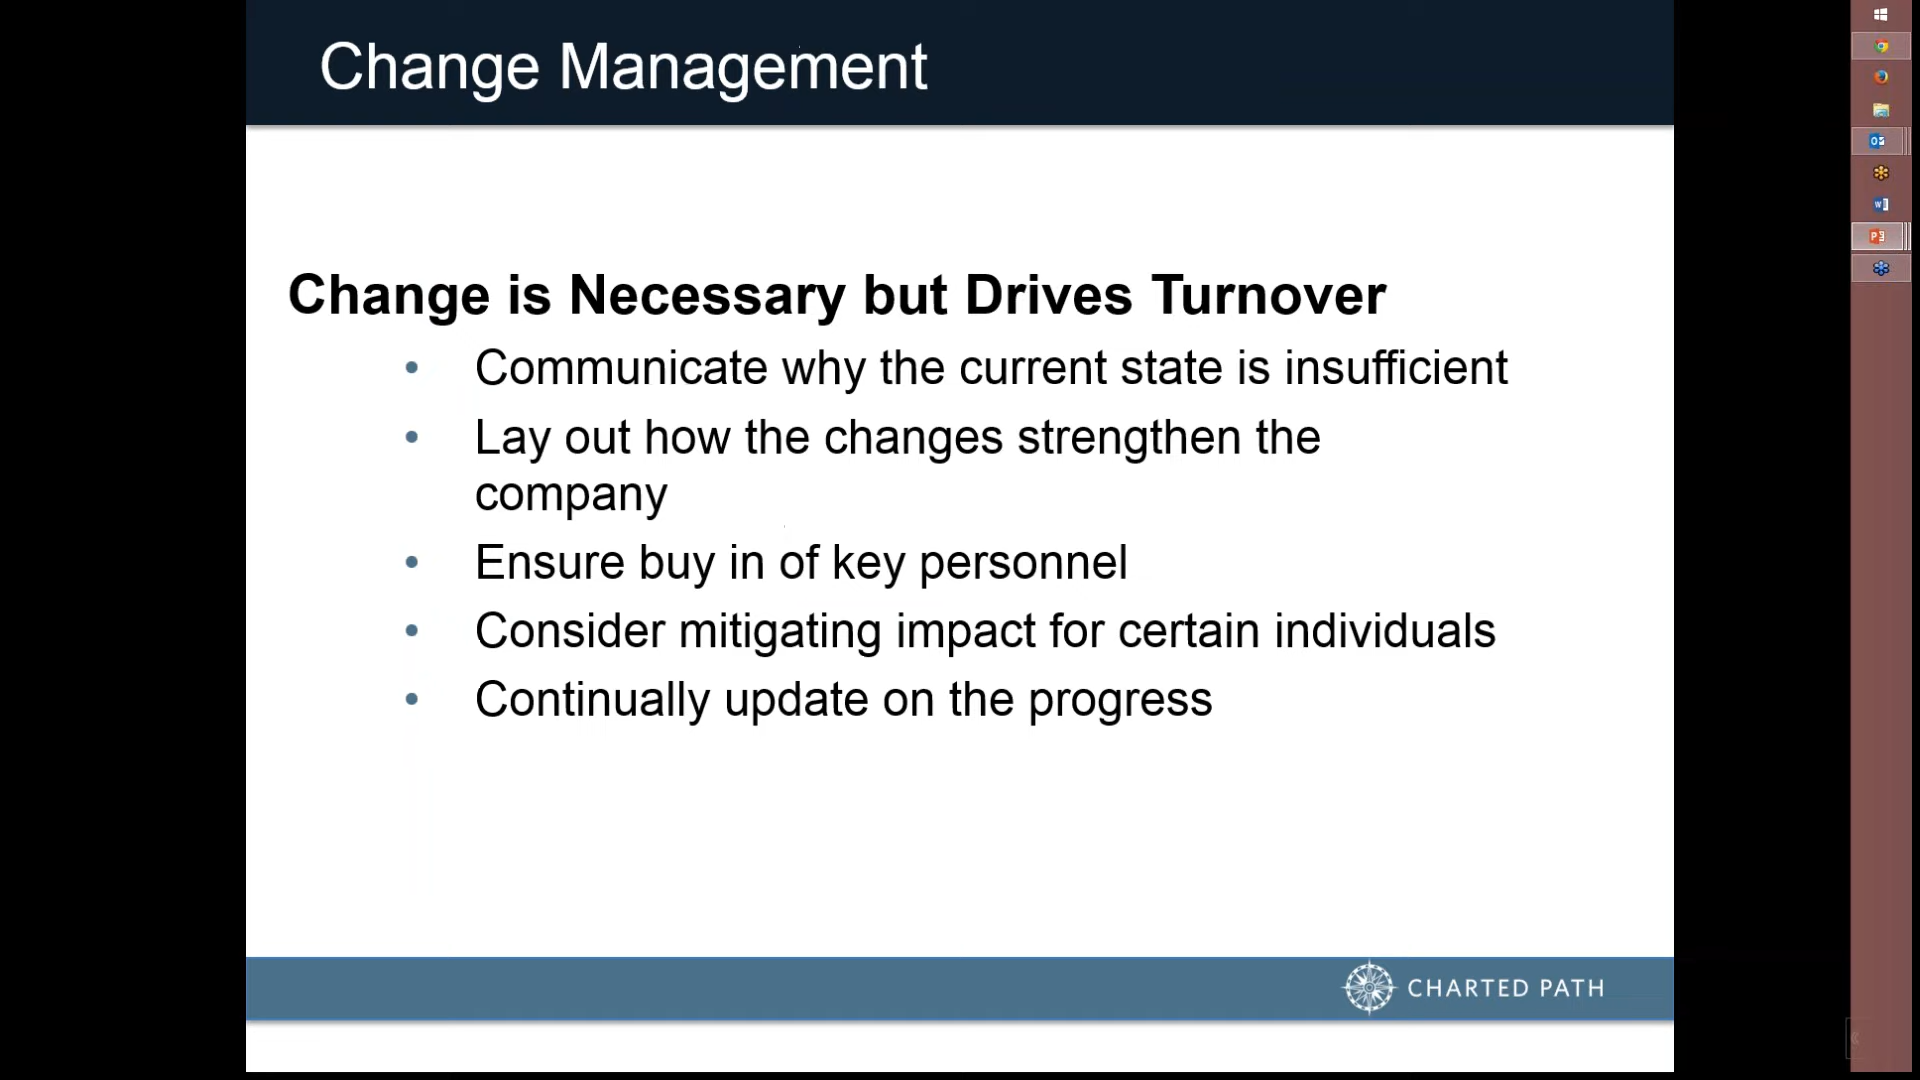 Change Management
Change is Necessary but Drives Turnover
• Communicate why the current state is insufficient
• Lay out how the changes strengthen the
company
• Ensure buy in of key personnel
• Consider mitigating impact for certain individuals
• Continually update on the progress
CHARTED PATH